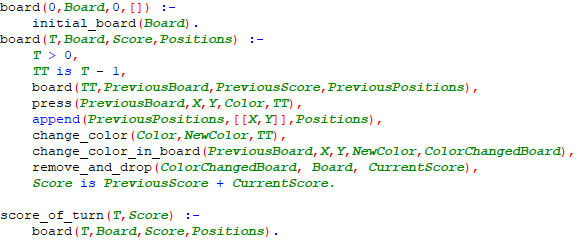 board(0,Board,0,[]) :-
initial_board(Board).
board(T,Board,Score,Positions) :-
T > 0,
TT is T - 1,
board(TT,PreviousBoard,PreviousScore,PreviousPositions),
press(PreviousBoard,X,Y,Color,TT),
append(PreviousPositions,[[X,Y]],Positions),
change_color(Color,NewColor,TT),
change_color_in_board(PreviousBoard,X,Y,NewColor,ColorChangedBoard),
remove_and_drop(ColorChangedBoard, Board, CurrentScore),
Score is PreviousScore + CurrentScore.
score_of_turn(T,Score) :-
board(T,Board,Score,Positions).